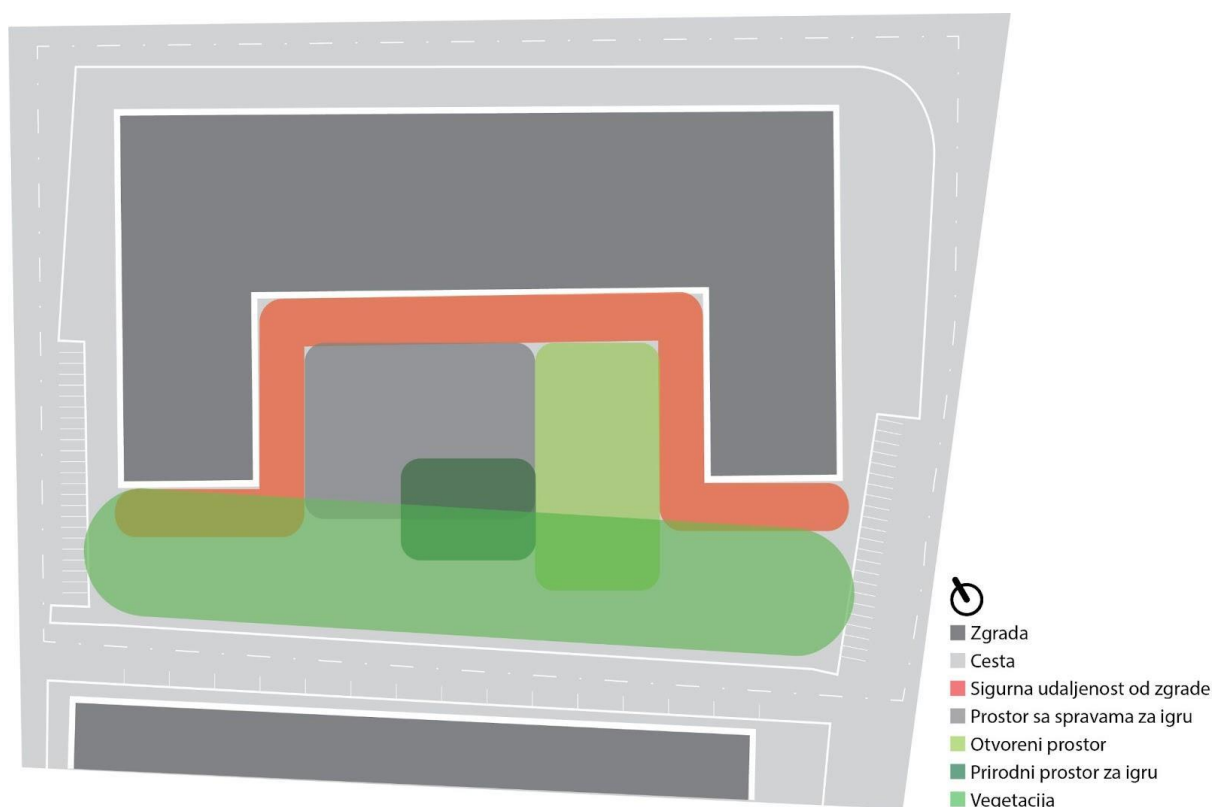 Zgrada
Cesta
Sigurna udaljenost od zgrade
Prostor sa spravama za igru
Otvoreni prostor
Prirodni prostor za igru
Vegetacija